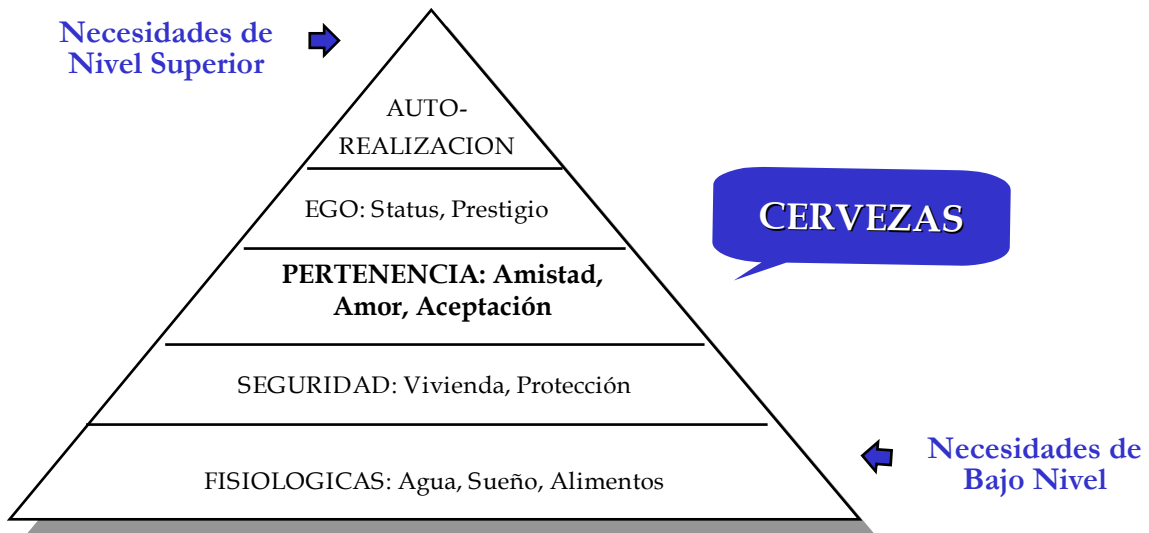 Necesidades de
Nivel Superior
AUTO-
REALIZACION
EGO: Status, Prestigio
CERVEZAS
PERTENENCIA: Amistad,
Amor, Aceptación
SEGURIDAD: Vivienda, Protección
FISIOLOGICAS: Agua, Sueño, Alimentos
Necesidades de
Bajo Nivel